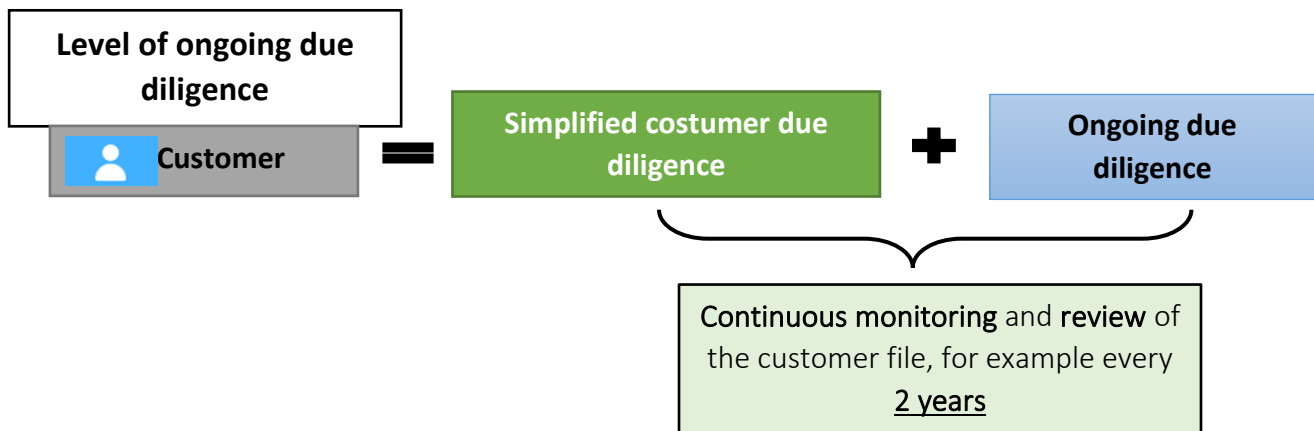 Level of ongoing due
diligence
Customer
Simplified costumer due
diligence
Ongoing due
diligence
Continuous monitoring and review of
the customer file, for example every
2 years